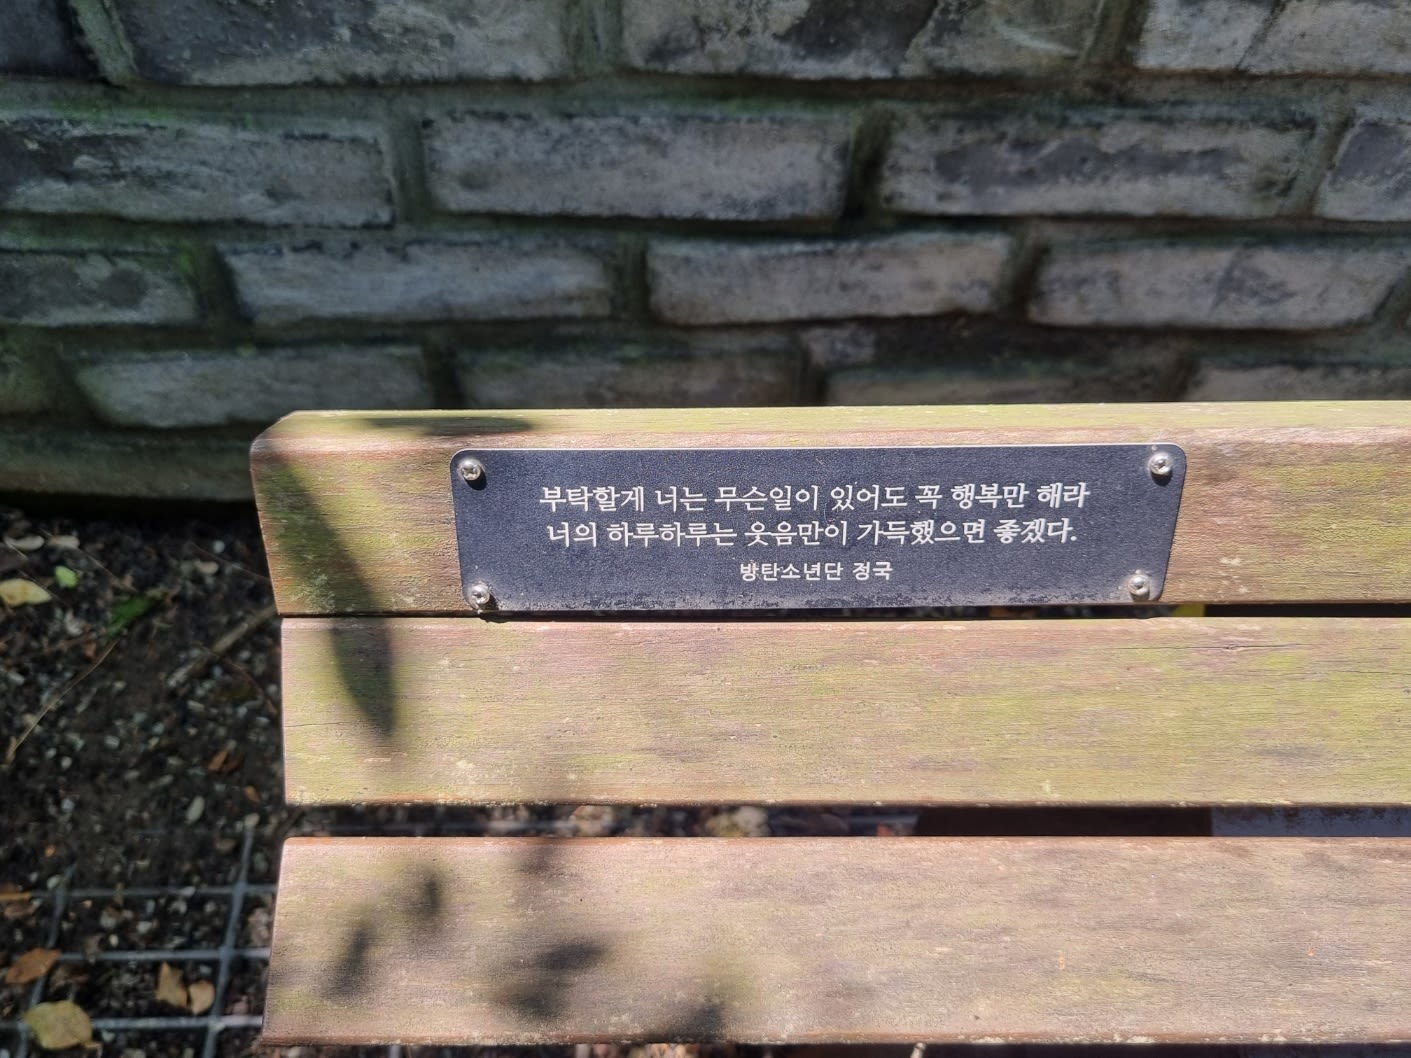 부탁할게 너는 무슨일이 있어도 꼭 행복만 해라
너의 하루하루는 웃음만이 가득했으면 좋겠다.
방탄소년단 정국